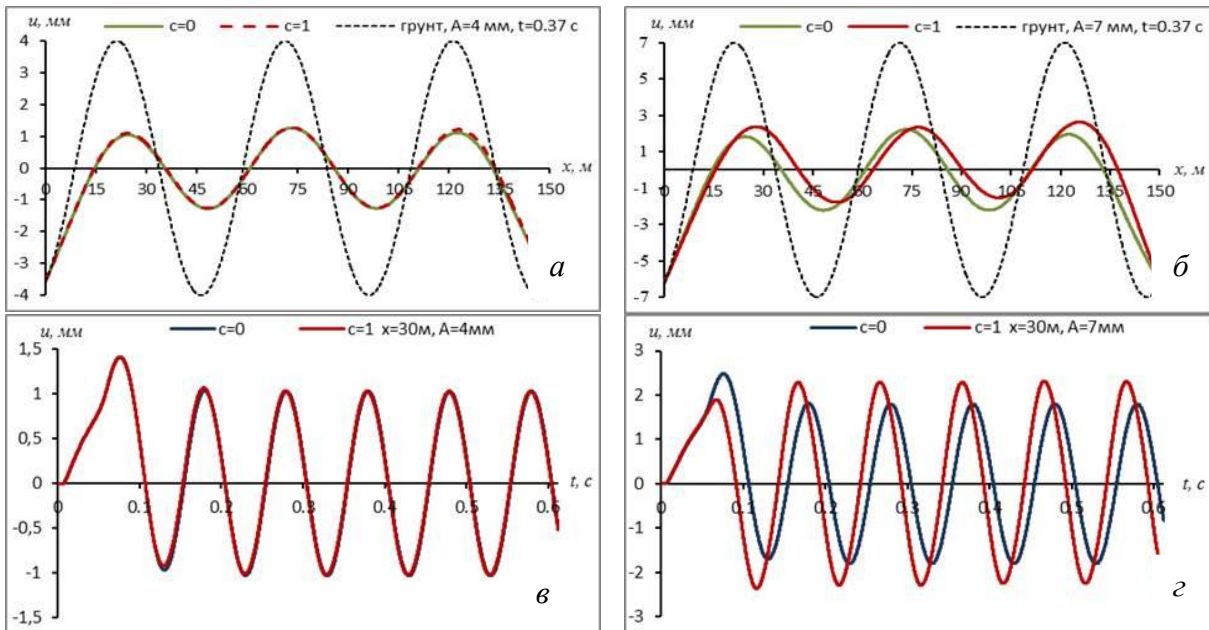 u, мм
c=0 c=1 грунт, A=4 мм, t=0.37 с
4
3
2
1
0
-1
-2
-3
-4
0 15 30 45 60 75 90 105 120 135 150
x, м
а
u, мм
c=0 c=1 грунт, A=7 мм, t=0.37 с
7
5
3
1
-1
-3
-5
-7
0 15 30 45 60 75 90 105 120 135 150
x, м
б
u, мм
c=0 c=1 x=30м, A=4мм
1,5
1
0,5
0
-0,5
-1
-1,5
0 0.1 0.2 0.3 0.4 0.5 0.6
t, c
в
u, мм
c=0 c=1 x=30м, A=7мм
3
2
1
0
-1
-2
-3
0 0.1 0.2 0.3 0.4 0.5 0.6
t, c
г